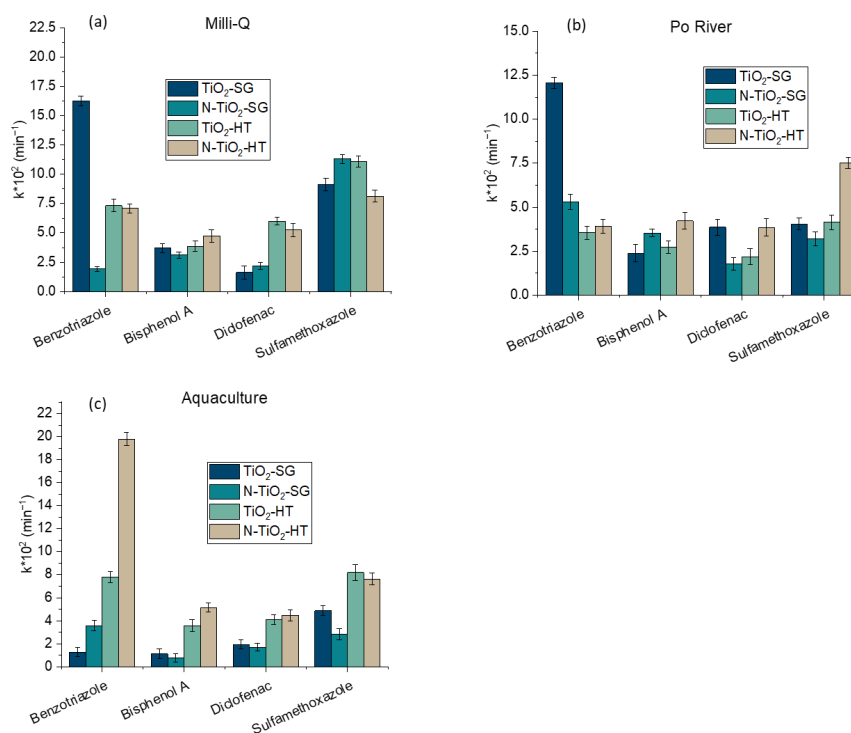 (a)
Milli-Q
k*10² (min⁻¹)
22.5
20.0
17.5
15.0
12.5
10.0
7.5
5.0
2.5
0.0
TiO₂-SG
N-TiO₂-SG
TiO₂-HT
N-TiO₂-HT
Benzotriazole
Bisphenol A
Diclofenac
Sulfamethoxazole
(b)
Po River
k*10² (min⁻¹)
15.0
12.5
10.0
7.5
5.0
2.5
0.0
TiO₂-SG
N-TiO₂-SG
TiO₂-HT
N-TiO₂-HT
Benzotriazole
Bisphenol A
Diclofenac
Sulfamethoxazole
(c)
Aquaculture
k*10² (min⁻¹)
22
20
18
16
14
12
10
8
6
4
2
0
TiO₂-SG
N-TiO₂-SG
TiO₂-HT
N-TiO₂-HT
Benzotriazole
Bisphenol A
Diclofenac
Sulfamethoxazole